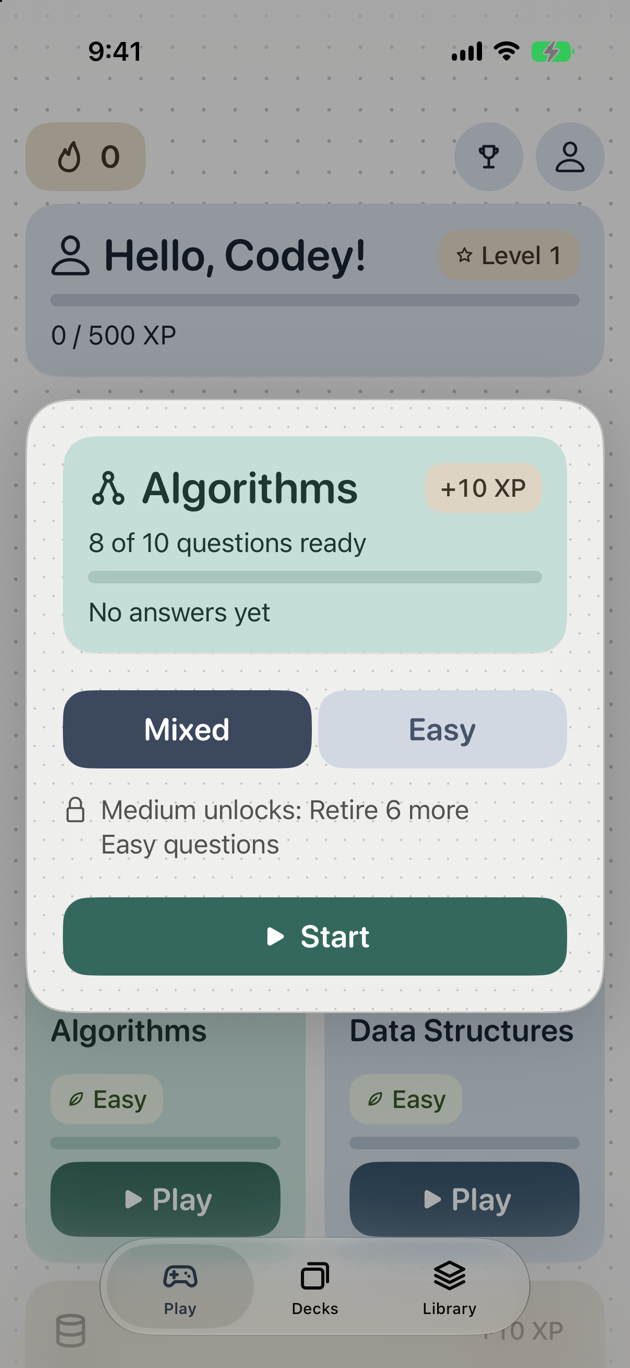 9:41
0
Hello, Codey!
Level 1
0 / 500 XP
Algorithms
+10 XP
8 of 10 questions ready
No answers yet
Mixed
Easy
Medium unlocks: Retire 6 more
Easy questions
Start
Algorithms
Data Structures
Easy
Easy
Play
Play
Play
Decks
Library
10 XP